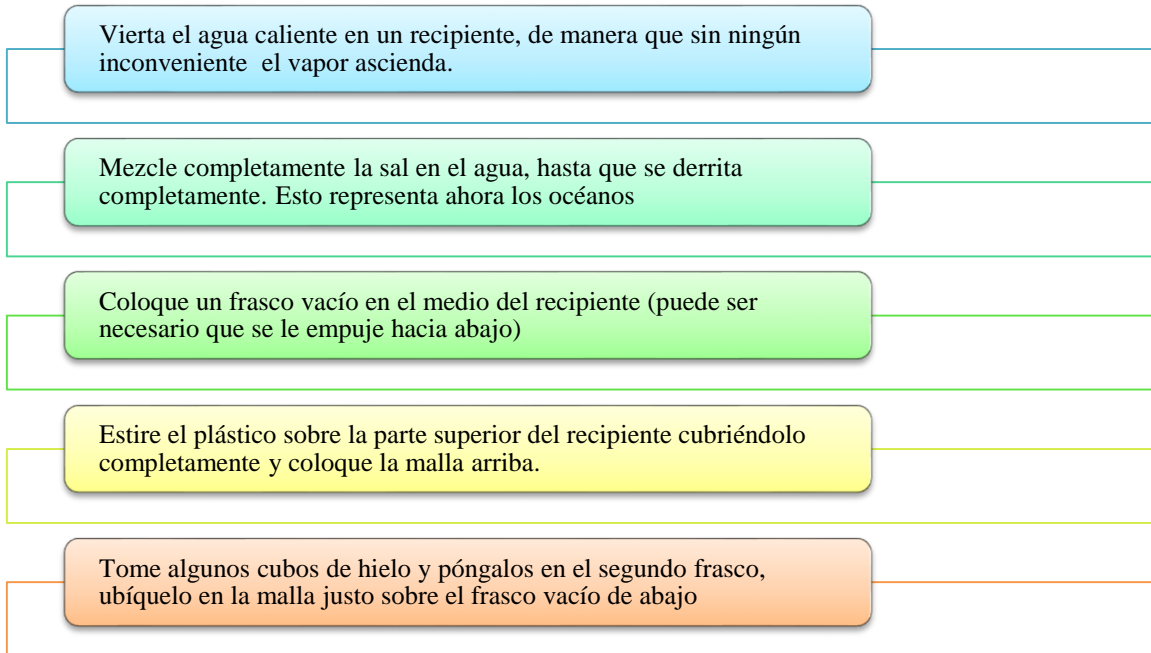 Vierta el agua caliente en un recipiente, de manera que sin ningún
inconveniente  el vapor ascienda.
Mezcle completamente la sal en el agua, hasta que se derrita
completamente. Esto representa ahora los océanos
Coloque un frasco vacío en el medio del recipiente (puede ser
necesario que se le empuje hacia abajo)
Estire el plástico sobre la parte superior del recipiente cubriéndolo
completamente y coloque la malla arriba.
Tome algunos cubos de hielo y póngalos en el segundo frasco,
ubíquelo en la malla justo sobre el frasco vacío de abajo